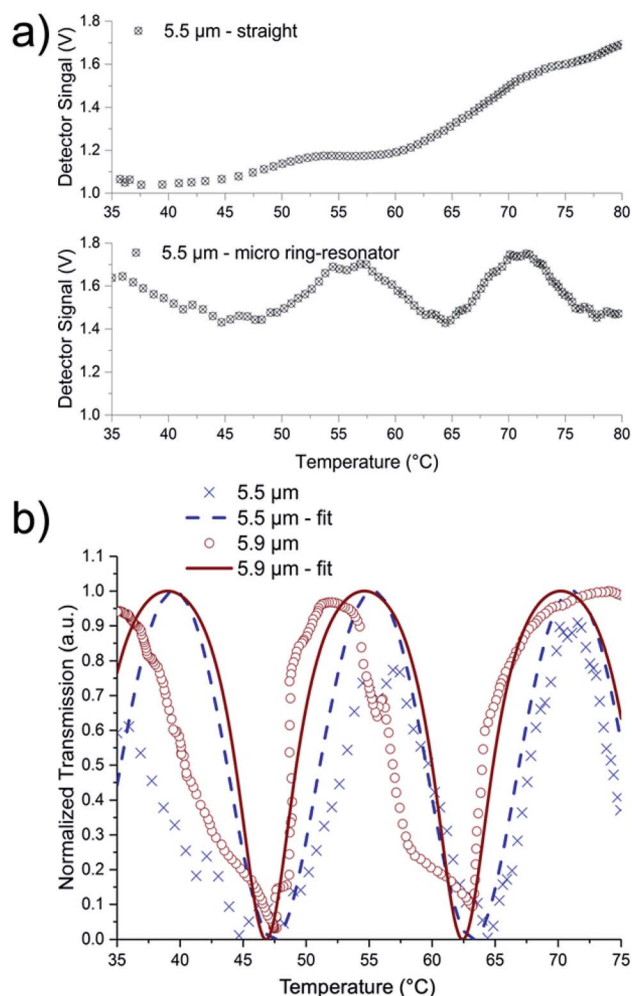 a)
5.5 µm - straight
Detector Singal (V)
1.8
1.6
1.4
1.2
1.0
35 40 45 50 55 60 65 70 75 80
5.5 µm - micro ring-resonator
Detector Signal (V)
1.8
1.6
1.4
1.2
1.0
35 40 45 50 55 60 65 70 75 80
Temperature (°C)
b)
5.5 µm
5.5 µm - fit
5.9 µm
5.9 µm - fit
Normalized Transmission (a.u.)
1.1
1.0
0.9
0.8
0.7
0.6
0.5
0.4
0.3
0.2
0.1
0.0
35 40 45 50 55 60 65 70 75
Temperature (°C)